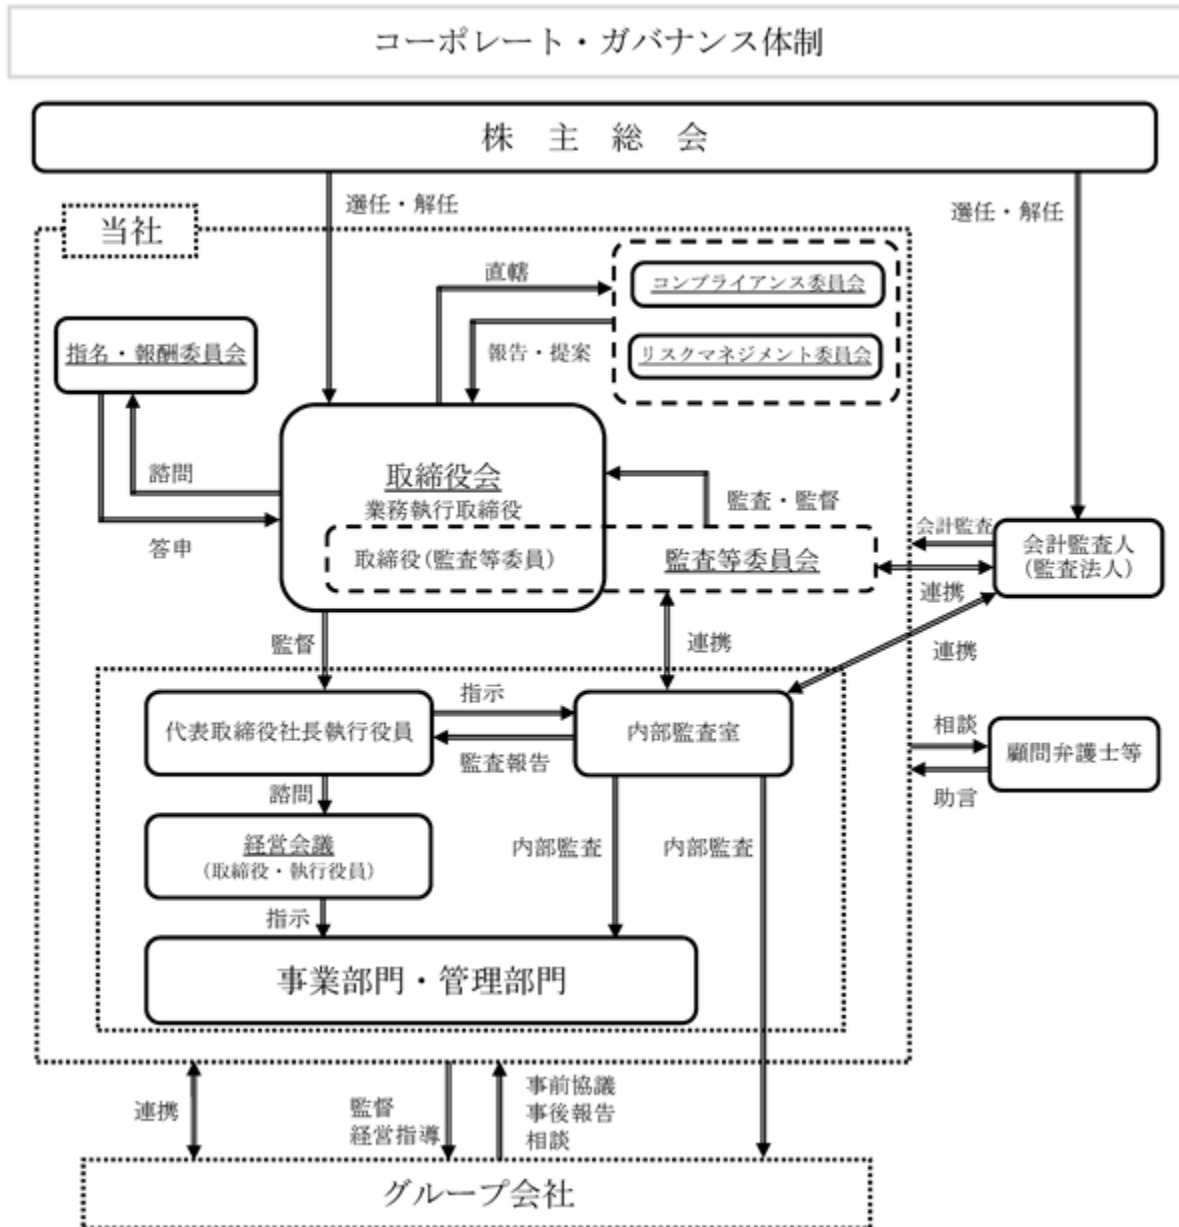 コーポレート・ガバナンス体制
株 主 総 会
選任・解任
選任・解任
当社
直轄
コンプライアンス委員会
指名・報酬委員会
報告・提案
リスクマネジメント委員会
諮問
答申
取締役会
業務執行取締役
監査・監督
取締役(監査等委員)
監査等委員会
会計監査
会計監査人
(監査法人)
連携
監督
連携
連携
代表取締役社長執行役員
指示
監査報告
内部監査室
相談
顧問弁護士等
助言
諮問
経営会議
(取締役・執行役員)
内部監査
内部監査
指示
事業部門・管理部門
連携
監督
経営指導
事前協議
事後報告
相談
グループ会社